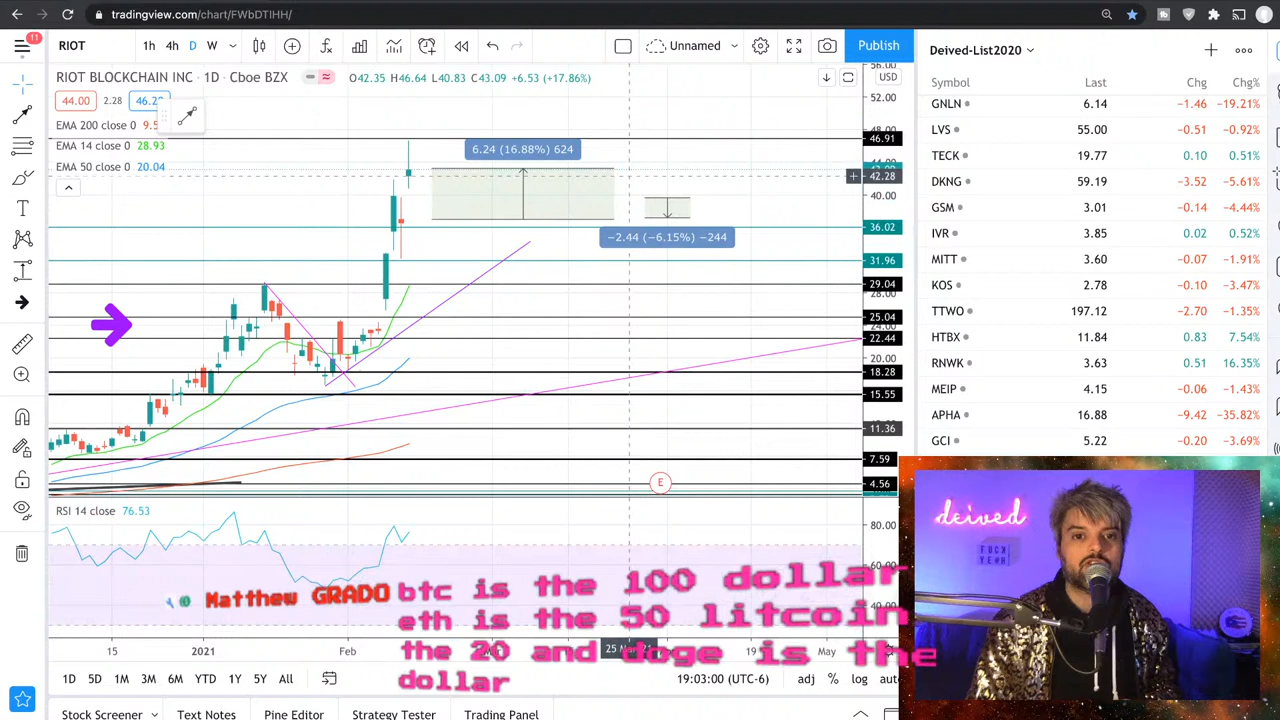 tradingview.com/chart/FWbDTIHH/
11
RIOT
1h 4h D W
Unnamed
Publish
Deived-List2020
RIOT BLOCKCHAIN INC • 1D • Cboe BZX
O42.35 H46.64 L40.83 C43.09 +6.53 (+17.86%)
USD
44.00 2.28
EMA 200 close 0
EMA 14 close 0
EMA 50 close 0 20.04
6.24 (16.88%) 624
−2.44 (−6.15%) −244
56.00
52.00
46.91
42.28
40.00
36.02
31.96
29.04
28.00
25.04
24.00
22.44
20.00
18.28
15.55
11.36
7.59
4.56
E
RSI 14 close 76.53
80.00
60.00
40.00
Symbol Last Chg Chg%
GNLN 6.14 −1.46 −19.21%
LVS 55.00 −0.51 −0.92%
TECK 19.77 0.10 0.51%
DKNG 59.19 −3.52 −5.61%
GSM 3.01 −0.14 −4.44%
IVR 3.85 0.02 0.52%
MITT 3.60 −0.07 −1.91%
KOS 2.78 −0.10 −3.47%
TTWO 197.12 −2.70 −1.35%
HTBX 11.84 0.83 7.54%
RNWK 3.63 0.51 16.35%
MEIP 4.15 −0.06 −1.43%
APHA 16.88 −9.42 −35.82%
GCI 5.22 −0.20 −3.69%
deived
FUCK
YEAH
Matthew GRADO
btc is the 100 dollar
eth is the 50 litcoin
the 20 and doge is the
dollar
15 2021 Feb 19 May
1D 5D 1M 3M 6M YTD 1Y 5Y All
19:03:00 (UTC-6)
adj % log
Stock Screener Text Notes Pine Editor Strategy Tester Trading Panel